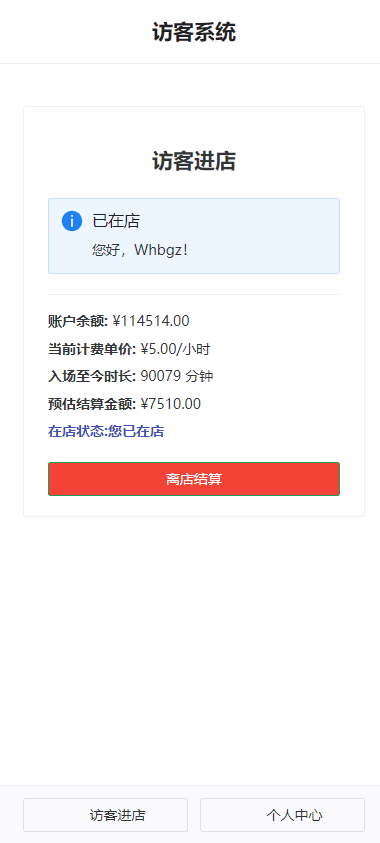 访客系统
访客进店
已在店
您好，Whbgz！
账户余额: ¥114514.00
当前计费单价: ¥5.00/小时
入场至今时长: 90079 分钟
预估结算金额: ¥7510.00
在店状态:您已在店
离店结算
访客进店
个人中心